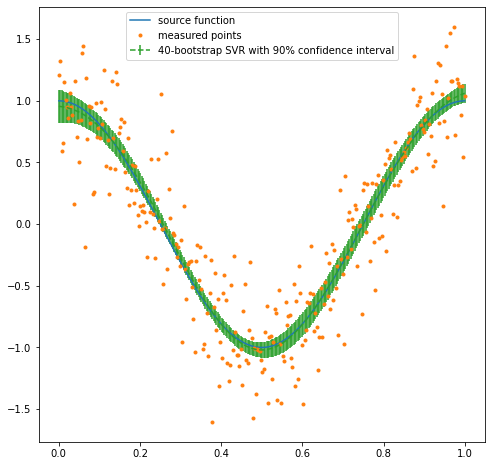 source function
measured points
40-bootstrap SVR with 90% confidence interval
1.5
1.0
0.5
0.0
−0.5
−1.0
−1.5
0.0 0.2 0.4 0.6 0.8 1.0